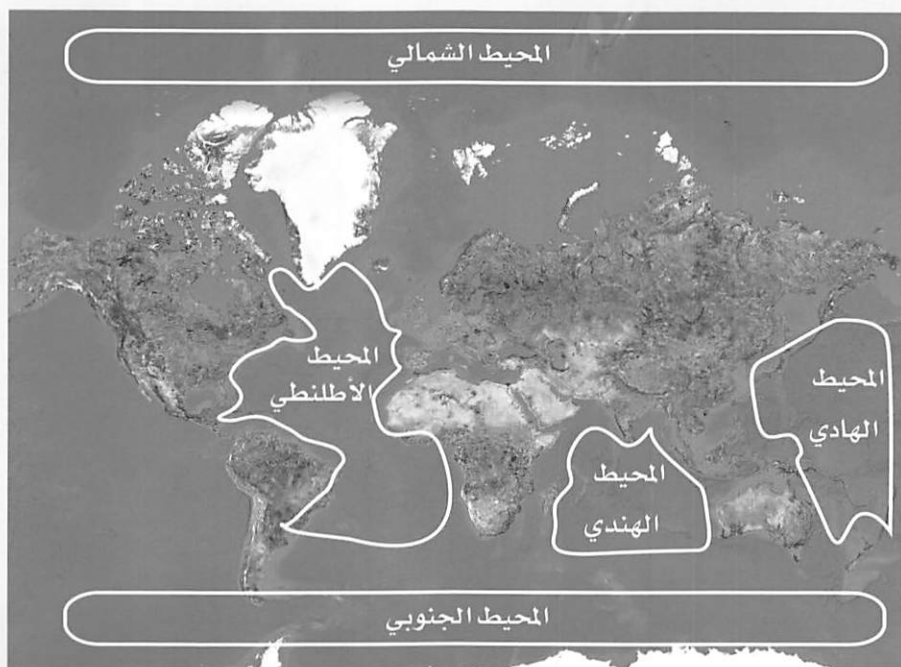 المحيط الشمالي
المحيط
الأطلنطي
المحيط
الهادي
المحيط
الهندي
المحيط الجنوبي